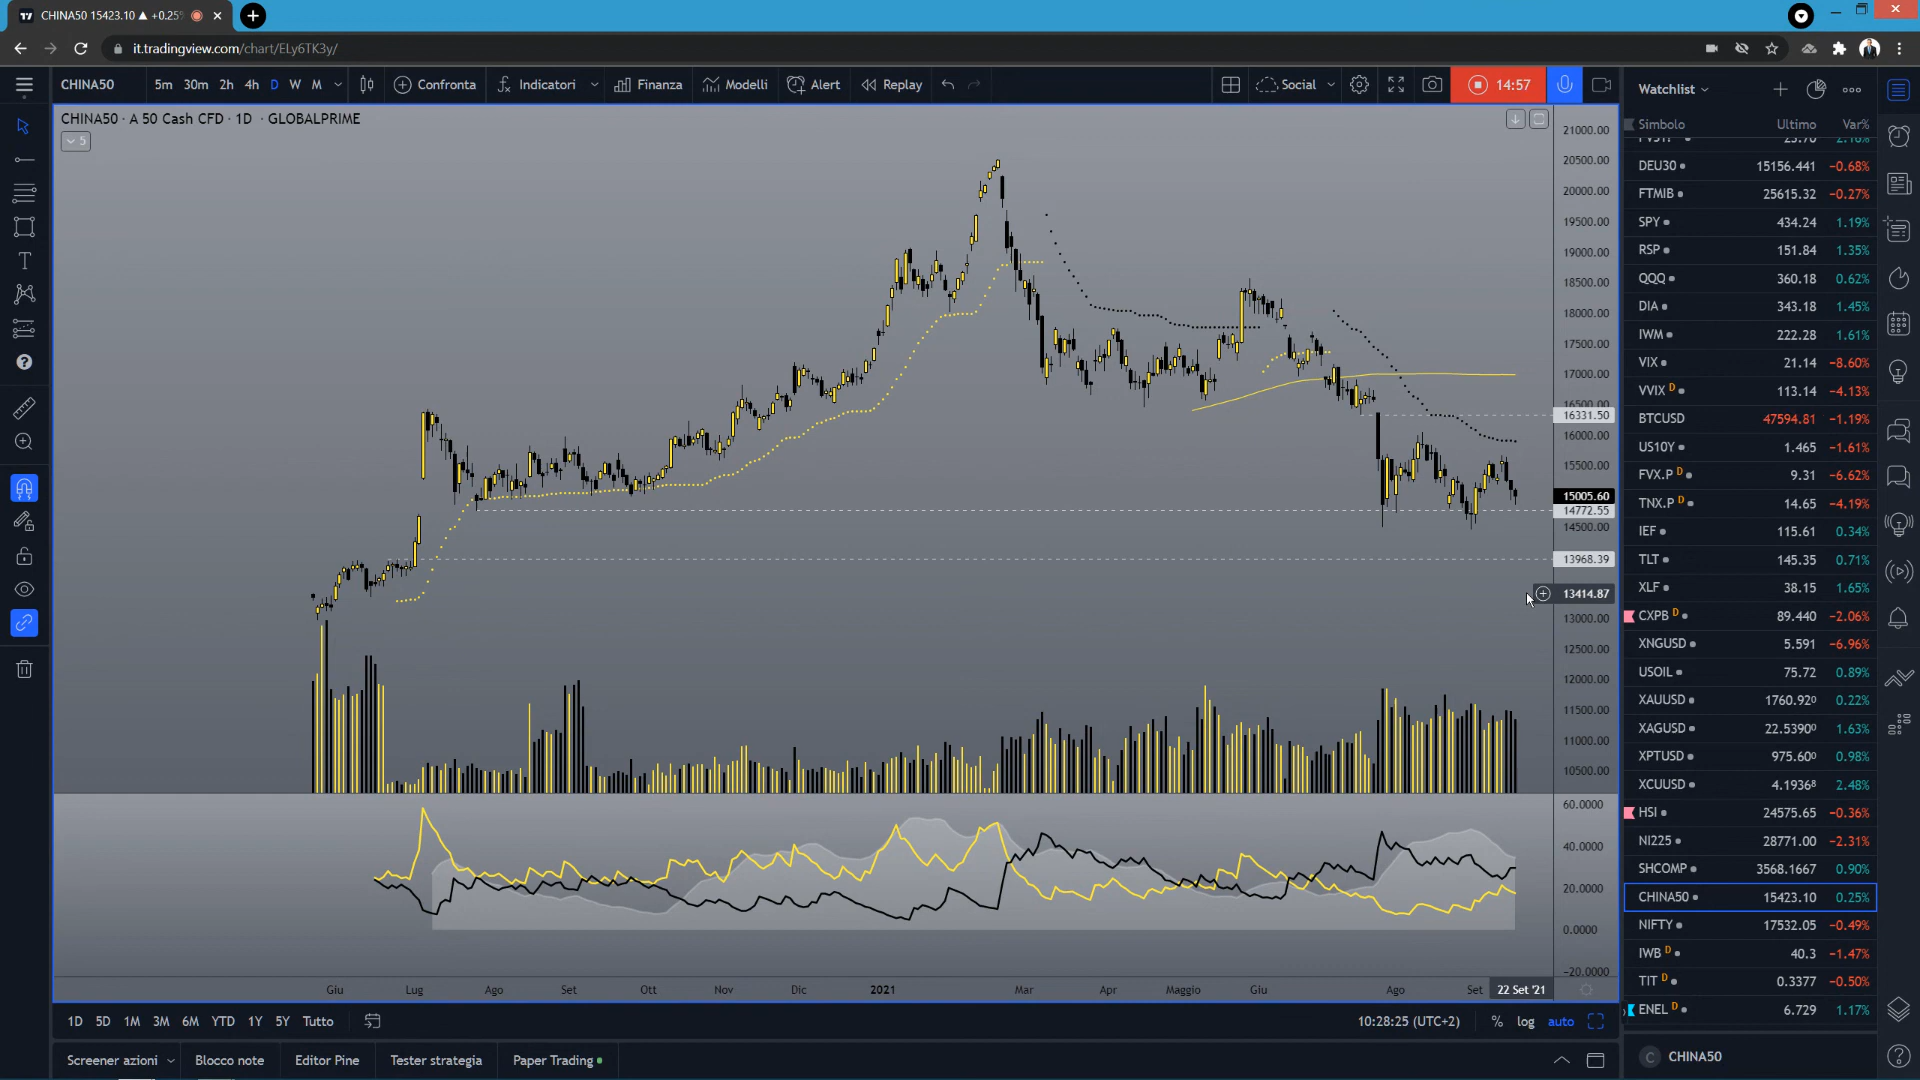 CHINA50 15423.10 ▲ +0.25%
it.tradingview.com/chart/ELy6TK3y/
CHINA50 5m 30m 2h 4h D W M Confronta Indicatori Finanza Modelli Alert Replay Social 14:57
CHINA50 · A 50 Cash CFD · 1D · GLOBALPRIME
5
21000.00
20500.00
20000.00
19500.00
19000.00
18500.00
18000.00
17500.00
17000.00
16500.00
16331.50
16000.00
15500.00
15005.60
14772.55
14500.00
13968.39
13414.87
13000.00
12500.00
12000.00
11500.00
11000.00
10500.00
60.0000
40.0000
20.0000
0.0000
-20.0000
Giu Lug Ago Set Ott Nov Dic 2021 Mar Apr Maggio Giu Ago Set 22 Set '21
1D 5D 1M 3M 6M YTD 1Y 5Y Tutto 10:28:25 (UTC+2) % log auto
Screener azioni Blocco note Editor Pine Tester strategia Paper Trading
Watchlist
Simbolo Ultimo Var%
DEU30 15156.441 −0.68%
FTMIB 25615.32 −0.27%
SPY 434.24 1.19%
RSP 151.84 1.35%
QQQ 360.18 0.62%
DIA 343.18 1.45%
IWM 222.28 1.61%
VIX 21.14 −8.60%
VVIX D 113.14 −4.13%
BTCUSD 47594.81 −1.19%
US10Y 1.465 −1.61%
FVX.P D 9.31 −6.62%
TNX.P D 14.65 −4.19%
IEF 115.61 0.34%
TLT 145.35 0.71%
XLF 38.15 1.65%
CXPB D 89.440 −2.06%
XNGUSD 5.591 −6.96%
USOIL 75.72 0.89%
XAUUSD 1760.920 0.22%
XAGUSD 22.5390 1.63%
XPTUSD 975.600 0.98%
XCUUSD 4.19368 2.48%
HSI 24575.65 −0.36%
NI225 28771.00 −2.31%
SHCOMP 3568.1667 0.90%
CHINA50 15423.10 0.25%
NIFTY 17532.05 −0.49%
IWB D 40.3 −1.47%
TIT D 0.3377 −0.50%
ENEL D 6.729 1.17%
C CHINA50